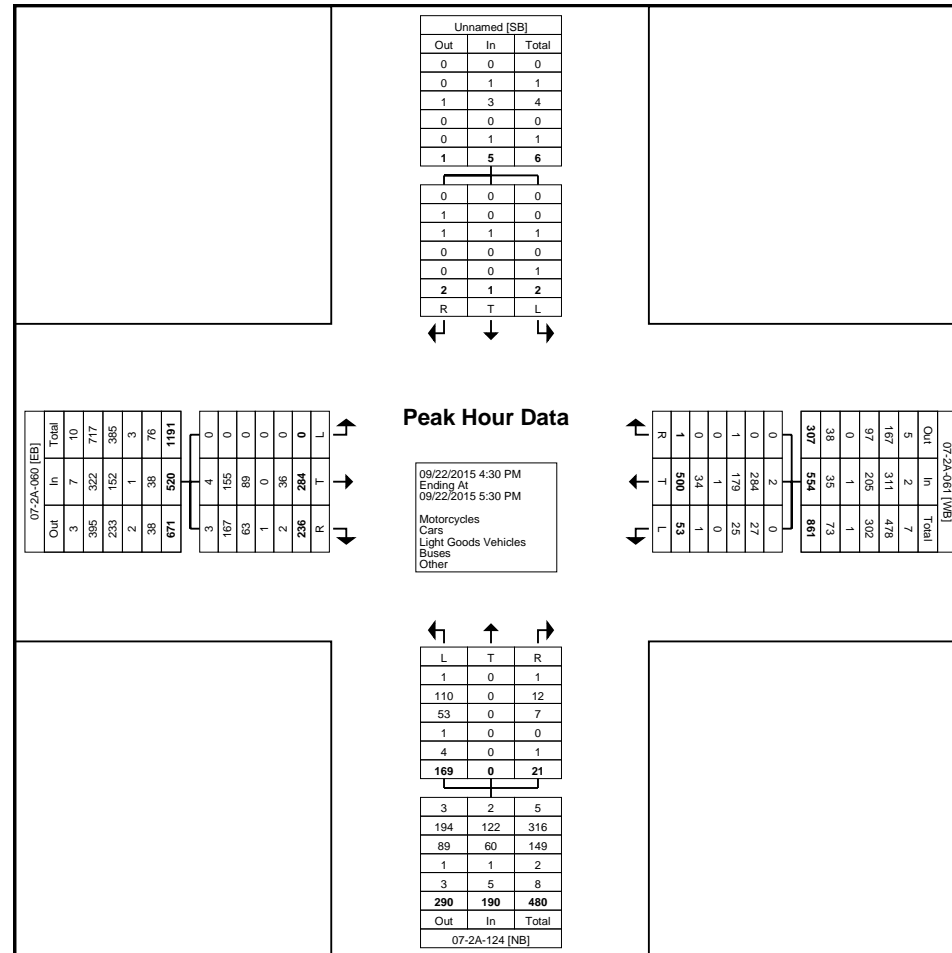 Unnamed [SB]
Out In Total
0 0 0
0 1 1
1 3 4
0 0 0
0 1 1
1 5 6
0 0 0
1 0 0
1 1 1
0 0 0
0 0 1
2 1 2
R T L
07-2A-060 [EB]
Out In Total
3 7 10
395 322 717
233 152 385
2 1 3
38 38 76
671 520 1191
3 4 0
167 155 0
63 89 0
1 0 0
2 36 0
236 284 0
R T L
Peak Hour Data
09/22/2015 4:30 PM
Ending At
09/22/2015 5:30 PM
Motorcycles
Cars
Light Goods Vehicles
Buses
Other
07-2A-061 [WB]
Out In Total
5 2 7
167 311 478
97 205 302
0 1 1
38 35 73
307 554 861
0 2 0
0 284 27
1 179 25
0 1 0
0 34 1
1 500 53
R T L
L T R
1 0 1
110 0 12
53 0 7
1 0 0
4 0 1
169 0 21
3 2 5
194 122 316
89 60 149
1 1 2
3 5 8
290 190 480
Out In Total
07-2A-124 [NB]